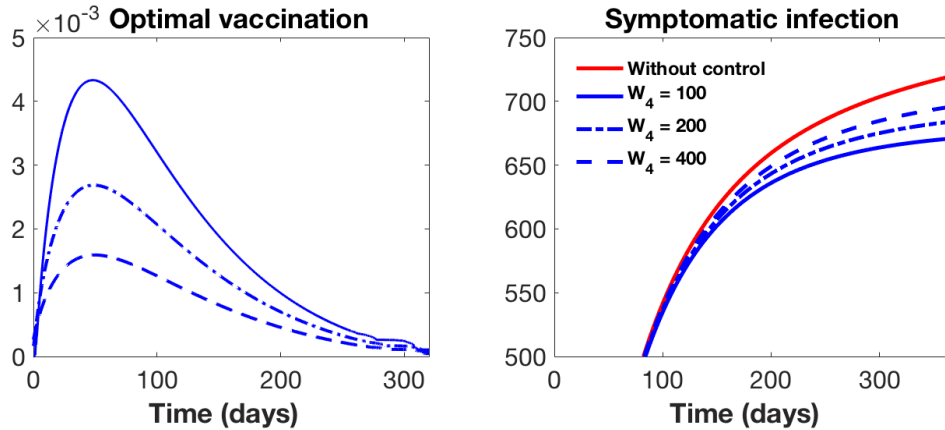 ×10⁻³ Optimal vaccination
5
4
3
2
1
0
0 100 200 300
Time (days)
Symptomatic infection
750
700
650
600
550
500
0 100 200 300
Time (days)
Without control
W₄ = 100
W₄ = 200
W₄ = 400